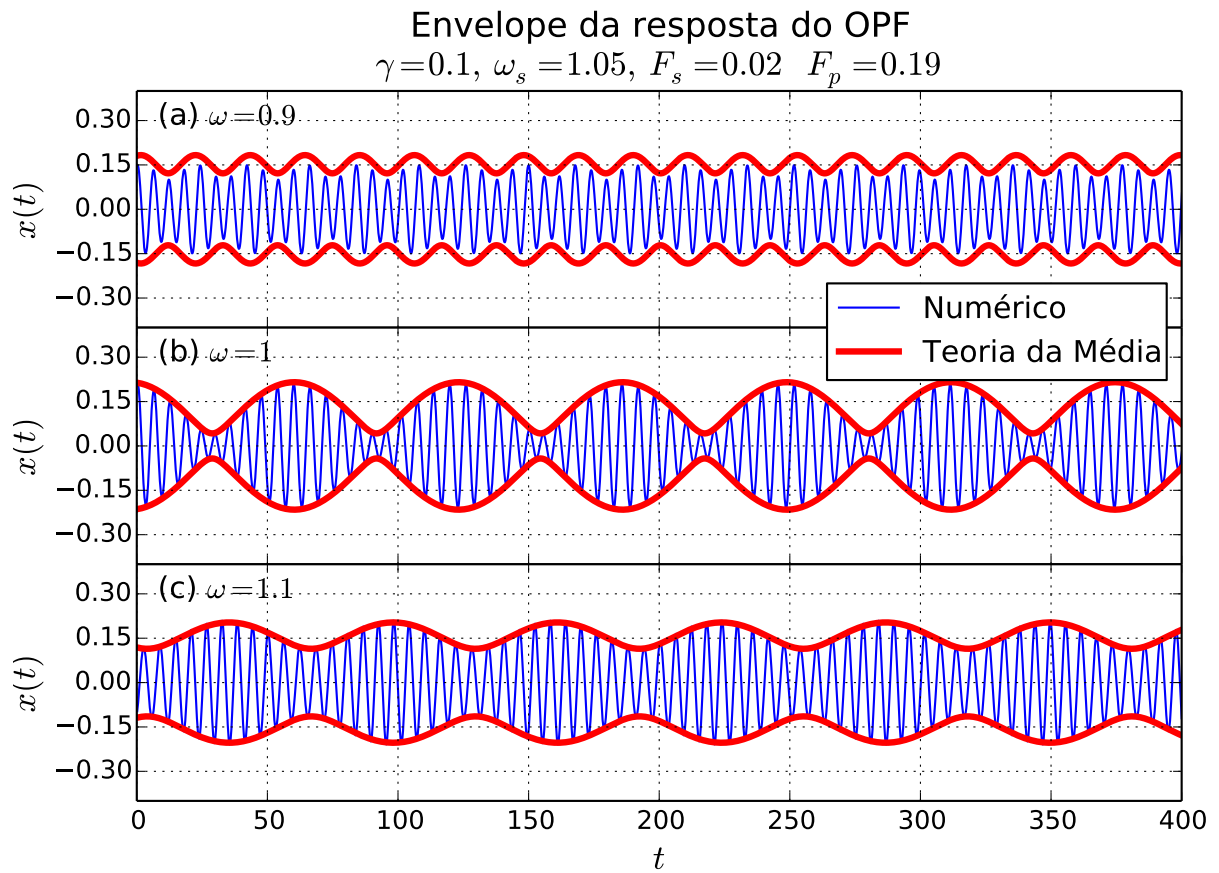 Envelope da resposta do OPF
γ=0.1, ω_s=1.05, F_s=0.02 F_p=0.19
(a) ω=0.9
0.30
0.15
0.00
−0.15
−0.30
x(t)
Numérico
Teoria da Média
(b) ω=1
0.30
0.15
0.00
−0.15
−0.30
x(t)
(c) ω=1.1
0.30
0.15
0.00
−0.15
−0.30
x(t)
0 50 100 150 200 250 300 350 400
t